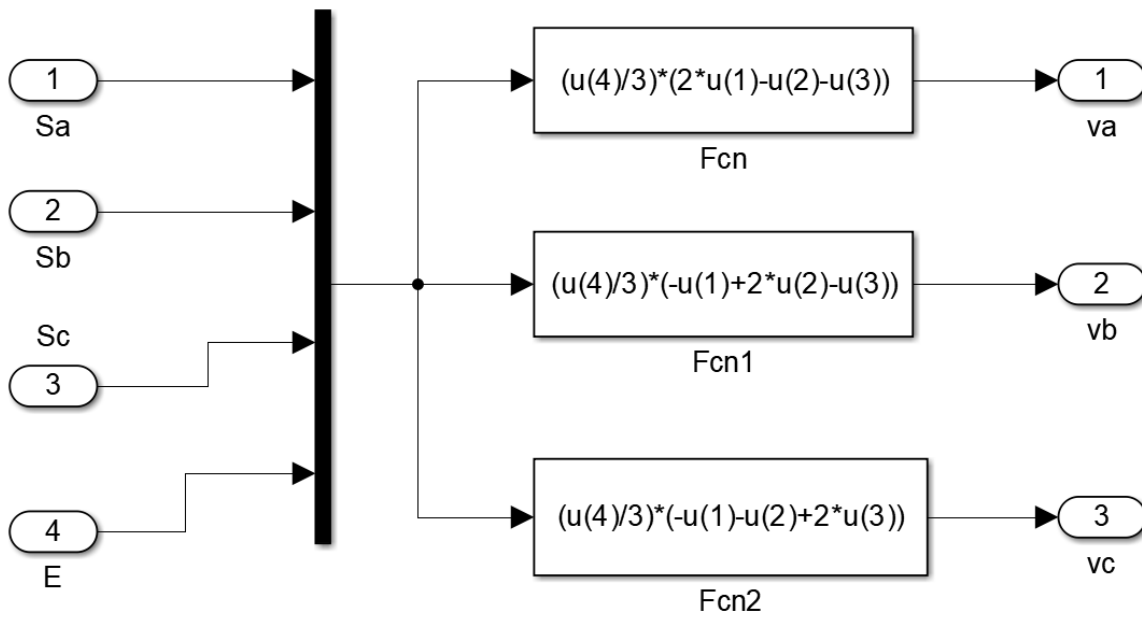 1
Sa
2
Sb
Sc
3
4
E
(u(4)/3)*(2*u(1)-u(2)-u(3))
Fcn
(u(4)/3)*(-u(1)+2*u(2)-u(3))
Fcn1
(u(4)/3)*(-u(1)-u(2)+2*u(3))
Fcn2
1
va
2
vb
3
vc